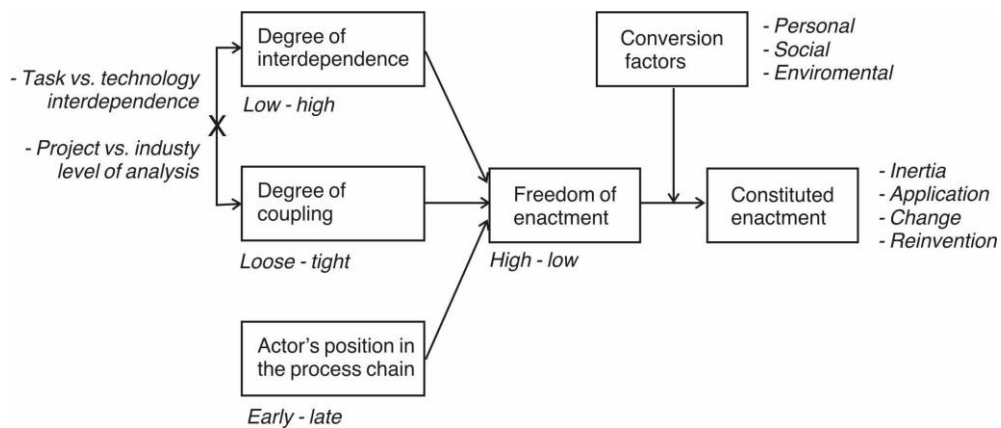 - Task vs. technology
interdependence
- Project vs. industy
level of analysis
Degree of
interdependence
Low - high
Degree of
coupling
Loose - tight
Actor's position in
the process chain
Early - late
Freedom of
enactment
High - low
Conversion
factors
- Personal
- Social
- Enviromental
Constituted
enactment
- Inertia
- Application
- Change
- Reinvention